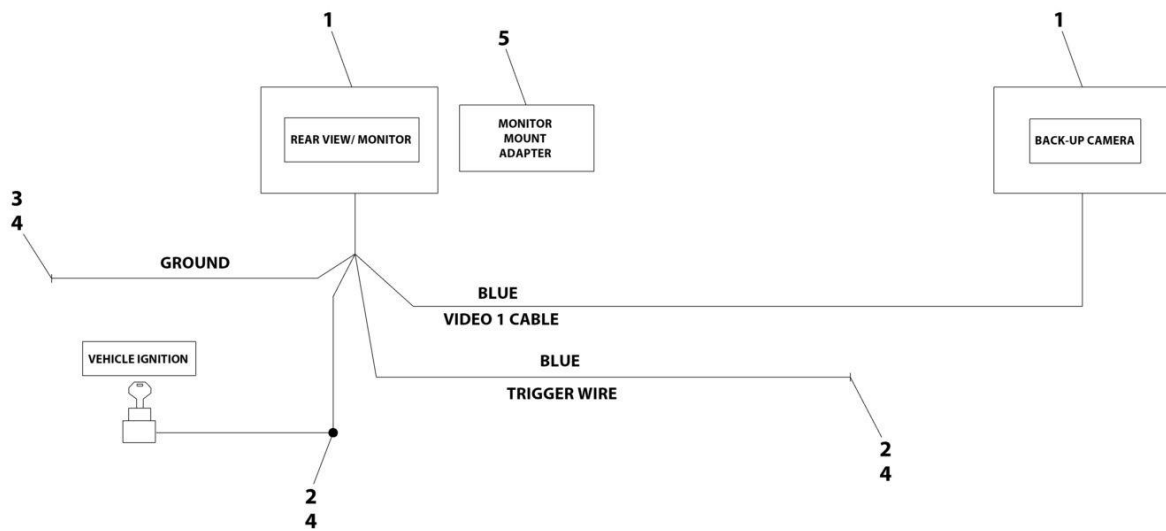 1
1
5
REAR VIEW/ MONITOR
MONITOR
MOUNT
ADAPTER
BACK-UP CAMERA
3
4
GROUND
BLUE
VIDEO 1 CABLE
VEHICLE IGNITION
BLUE
TRIGGER WIRE
2
4
2
4